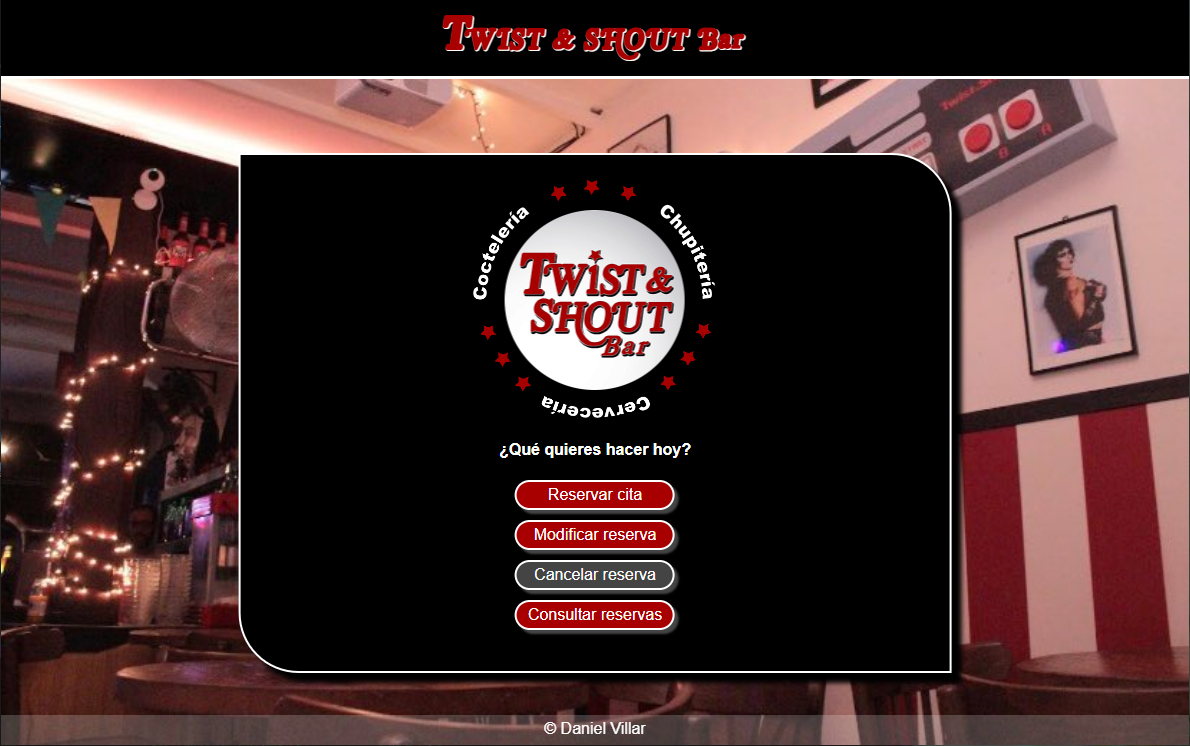 Twist & Shout Bar
Twist
B
A
Coctelería
Chupitería
Twist &
Shout
Bar
Cervecería
¿Qué quieres hacer hoy?
Reservar cita
Modificar reserva
Cancelar reserva
Consultar reservas
© Daniel Villar